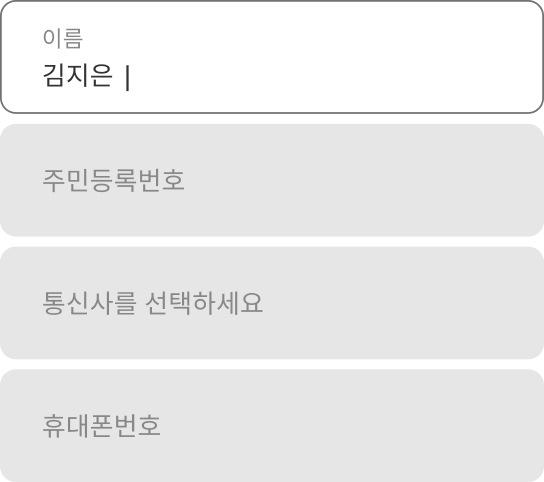 이름
김지은
주민등록번호
통신사를 선택하세요
휴대폰번호